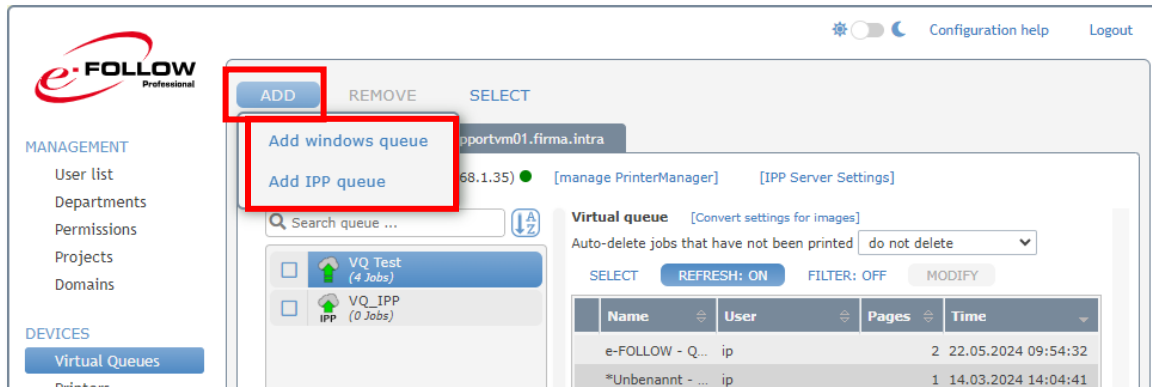 Configuration help Logout
e-FOLLOW
Professional
ADD REMOVE SELECT
Add windows queue
pportvm01.firma.intra
Add IPP queue
68.1.35) [manage PrinterManager] [IPP Server Settings]
MANAGEMENT
User list
Departments
Permissions
Projects
Domains
DEVICES
Virtual Queues
Printers
Search queue ...
A
Z
VQ Test
(4 Jobs)
IPP
VQ_IPP
(0 Jobs)
Virtual queue [Convert settings for images]
Auto-delete jobs that have not been printed do not delete
SELECT REFRESH: ON FILTER: OFF MODIFY
Name User Pages Time
e-FOLLOW - Q... ip 2 22.05.2024 09:54:32
*Unbenannt - ... ip 1 14.03.2024 14:04:41